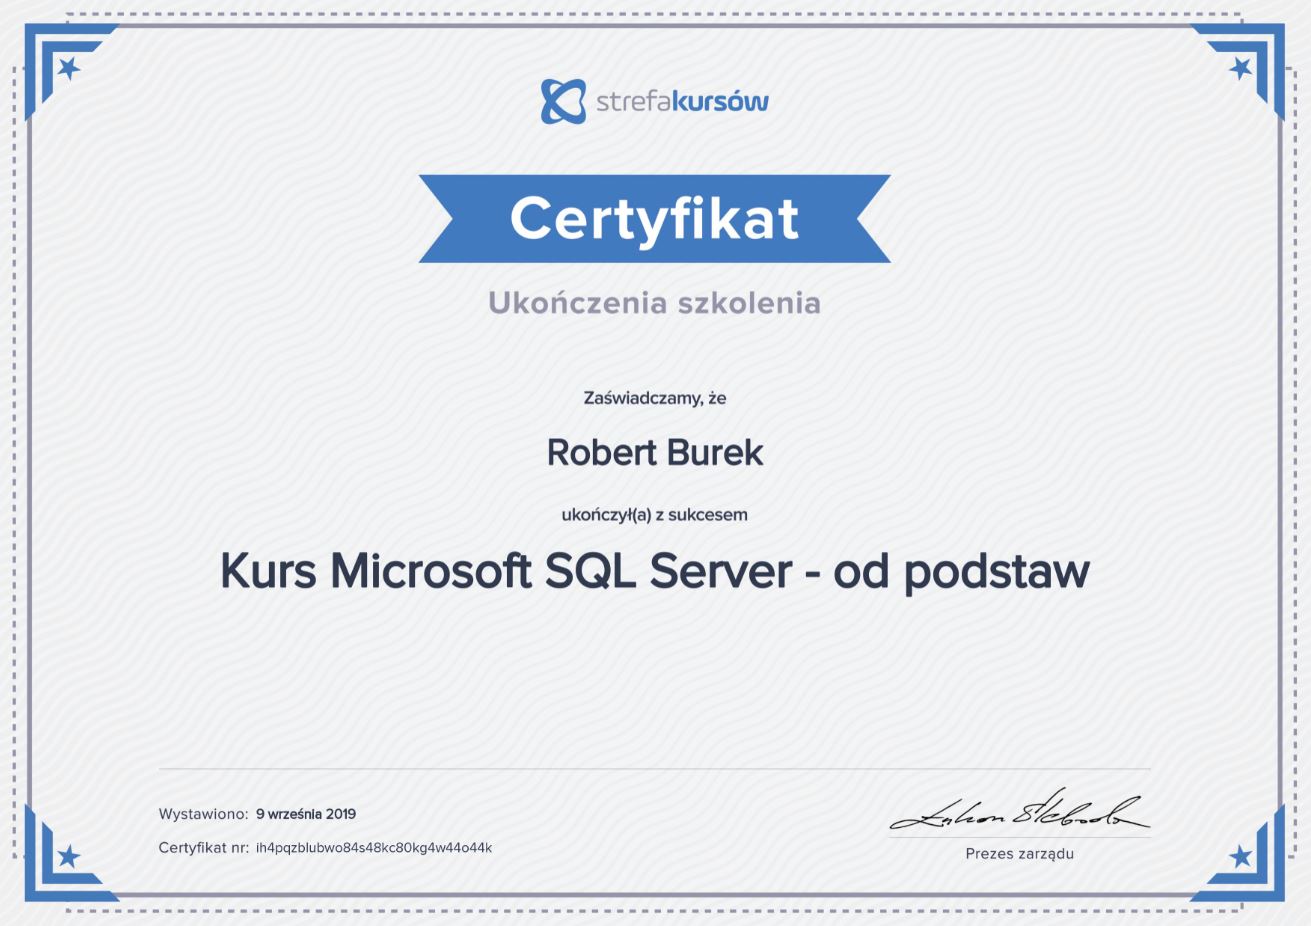 strefakursów
Certyfikat
Ukończenia szkolenia
Zaświadczamy, że
Robert Burek
ukończył(a) z sukcesem
Kurs Microsoft SQL Server - od podstaw
Wystawiono: 9 września 2019
Certyfikat nr: ih4pqzblubwo84s48kc80kg4w44o44k
Prezes zarządu